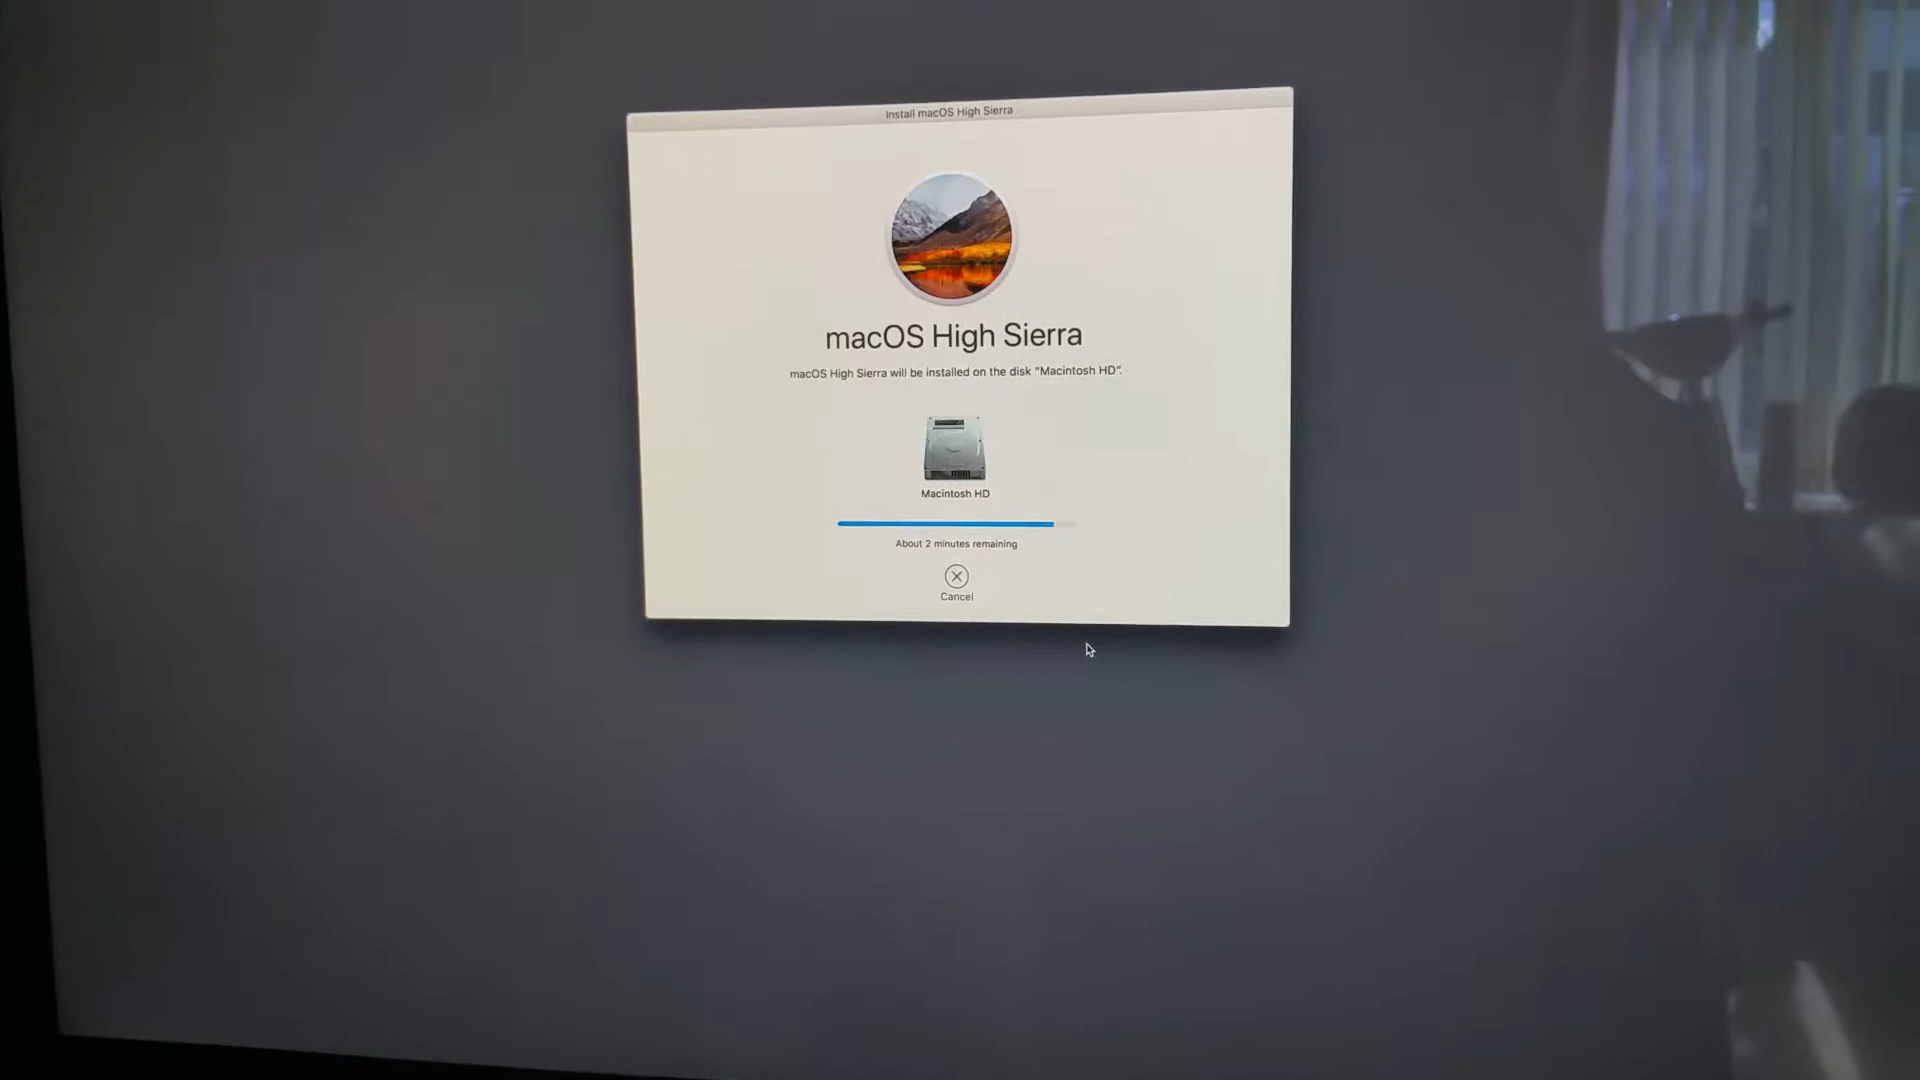 Install macOS High Sierra
macOS High Sierra
macOS High Sierra will be installed on the disk "Macintosh HD".
Macintosh HD
About 2 minutes remaining
Cancel